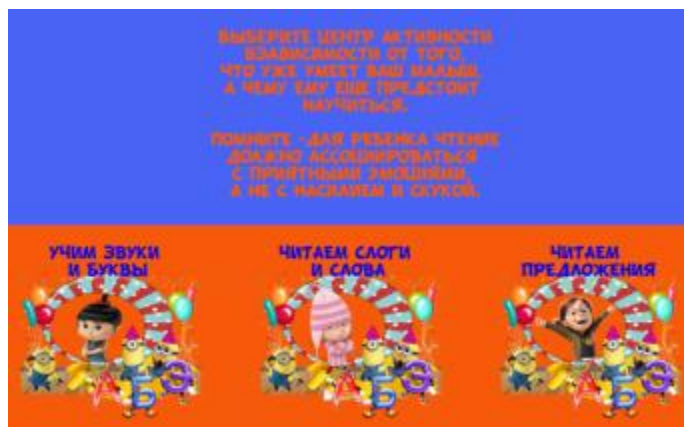 ВЫБЕРИТЕ ЦЕНТР АКТИВНОСТИ
ВЗАВИСИМОСТИ ОТ ТОГО,
ЧТО УЖЕ УМЕЕТ ВАШ МАЛЫШ,
А ЧЕМУ ЕМУ ЕЩЕ ПРЕДСТОИТ
НАУЧИТЬСЯ.
ПОМНИТЕ -ДЛЯ РЕБЕНКА ЧТЕНИЕ
ДОЛЖНО АССОЦИИРОВАТЬСЯ
С ПРИЯТНЫМИ ЭМОЦИЯМИ,
А НЕ С НАСИЛИЕМ И СКУКОЙ.
УЧИМ ЗВУКИ
И БУКВЫ
ЧИТАЕМ СЛОГИ
И СЛОВА
ЧИТАЕМ
ПРЕДЛОЖЕНИЯ
А Б Э
А Б Э
А Б Э